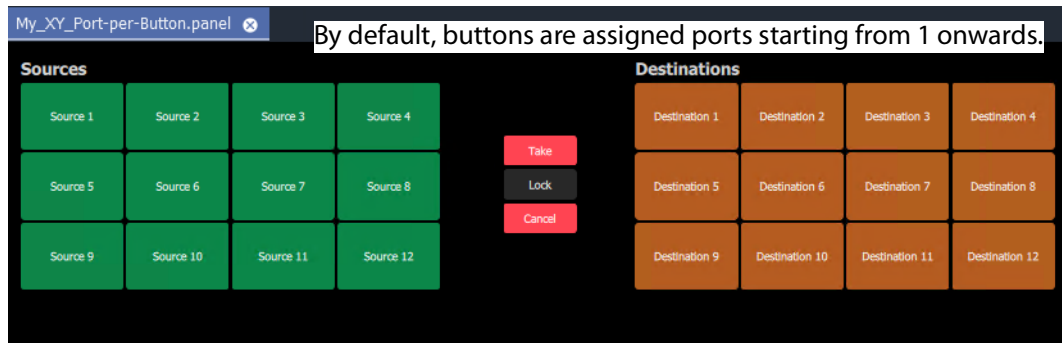 My_XY_Port-per-Button.panel
By default, buttons are assigned ports starting from 1 onwards.
Sources
Source 1 Source 2 Source 3 Source 4
Source 5 Source 6 Source 7 Source 8
Source 9 Source 10 Source 11 Source 12
Take
Lock
Cancel
Destinations
Destination 1 Destination 2 Destination 3 Destination 4
Destination 5 Destination 6 Destination 7 Destination 8
Destination 9 Destination 10 Destination 11 Destination 12